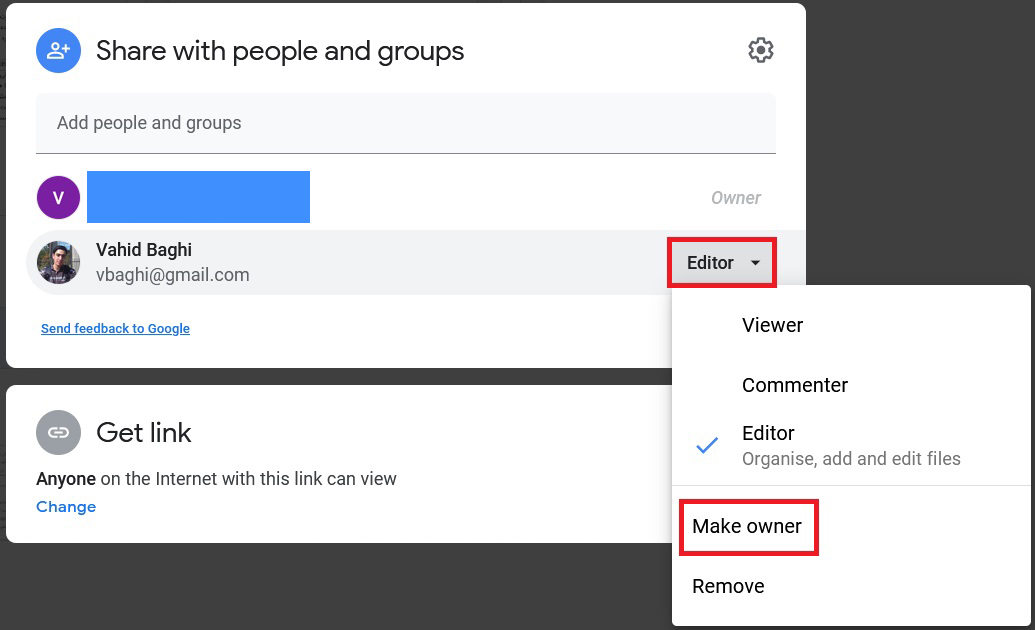 Share with people and groups
Add people and groups
V
Owner
Vahid Baghi
vbaghi@gmail.com
Editor
Send feedback to Google
Viewer
Commenter
Editor
Organise, add and edit files
Make owner
Remove
Get link
Anyone on the Internet with this link can view
Change